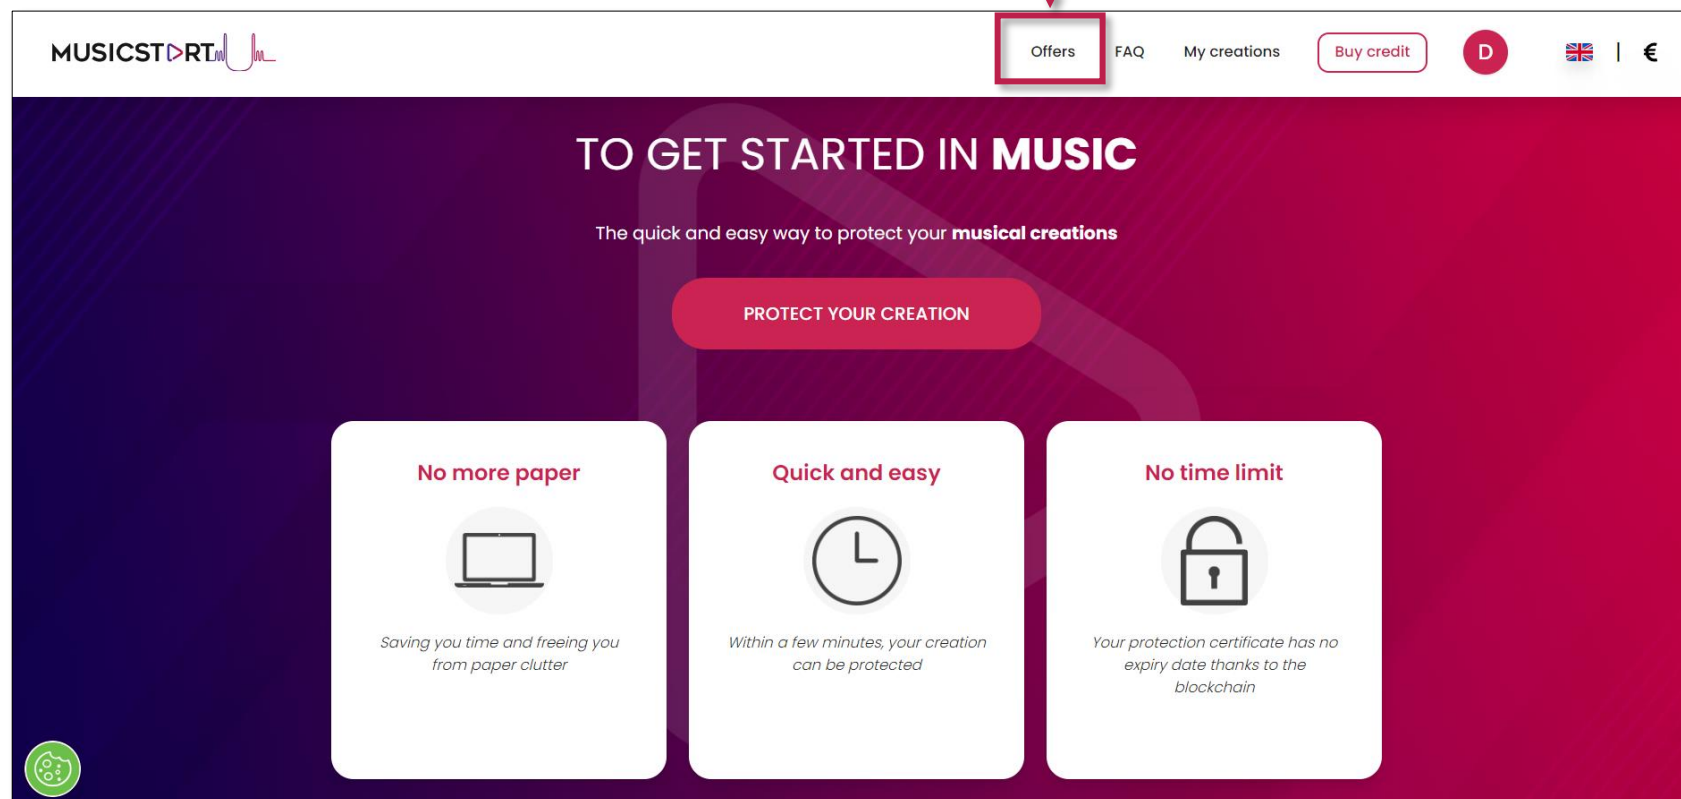 MUSICSTART
Offers
FAQ
My creations
Buy credit
D
| €
TO GET STARTED IN MUSIC
The quick and easy way to protect your musical creations
PROTECT YOUR CREATION
No more paper
Saving you time and freeing you
from paper clutter
Quick and easy
Within a few minutes, your creation
can be protected
No time limit
Your protection certificate has no
expiry date thanks to the
blockchain